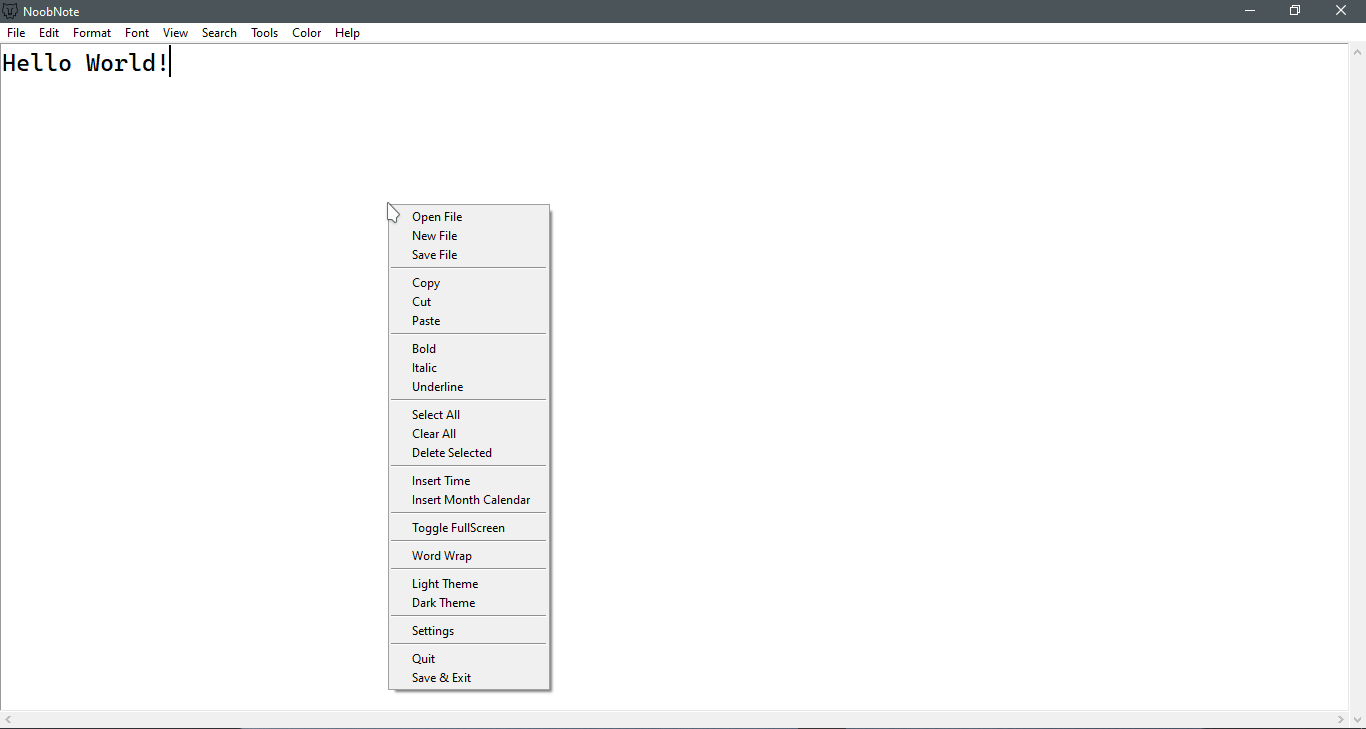 NoobNote
File Edit Format Font View Search Tools Color Help
Hello World!
Open File
New File
Save File
Copy
Cut
Paste
Bold
Italic
Underline
Select All
Clear All
Delete Selected
Insert Time
Insert Month Calendar
Toggle FullScreen
Word Wrap
Light Theme
Dark Theme
Settings
Quit
Save & Exit